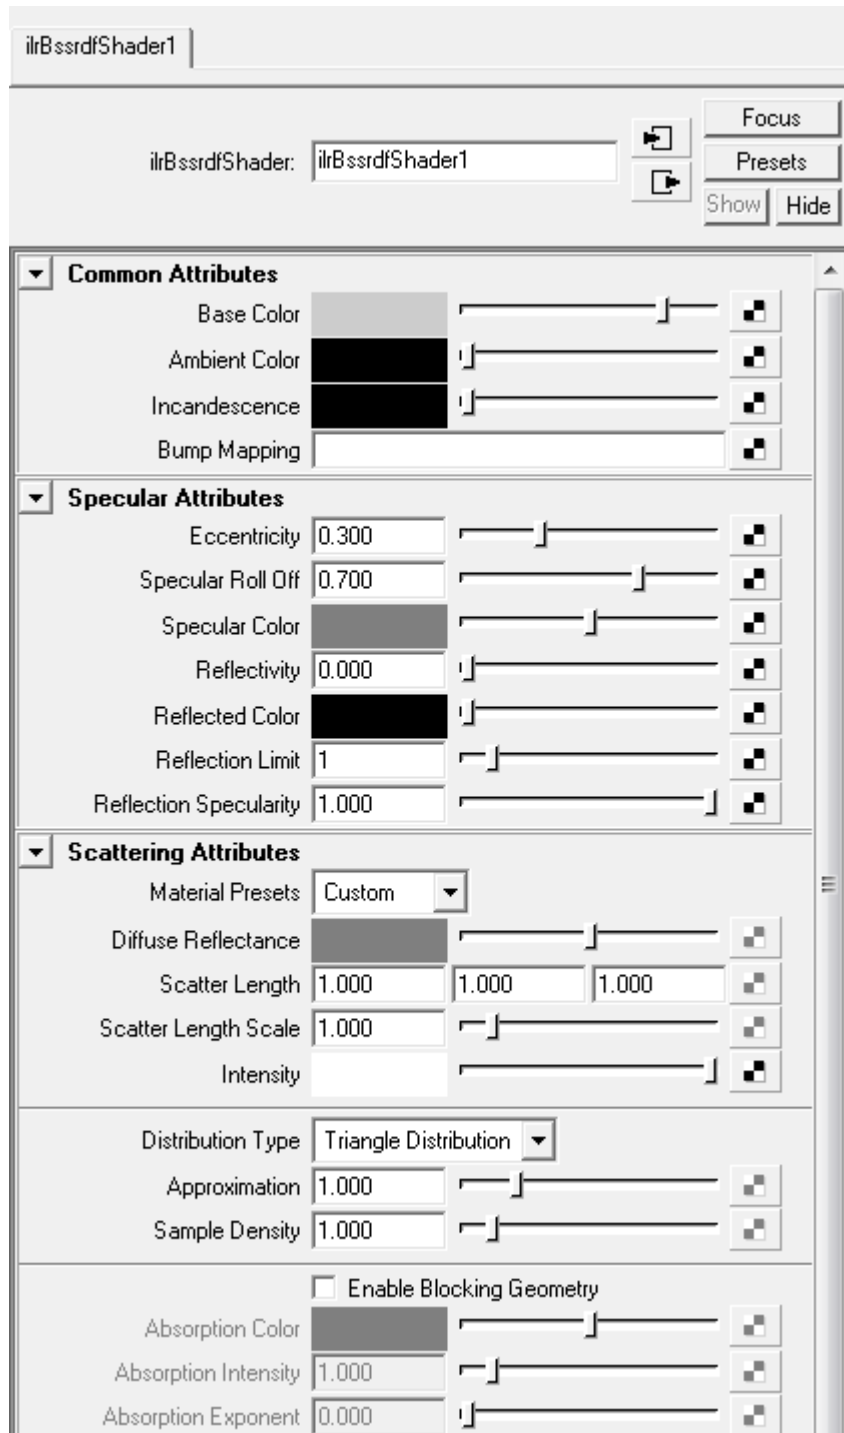 ilrBssrdfShader1
Focus
ilrBssrdfShader: ilrBssrdfShader1
Presets
Show Hide
Common Attributes
Base Color
Ambient Color
Incandescence
Bump Mapping
Specular Attributes
Eccentricity 0.300
Specular Roll Off 0.700
Specular Color
Reflectivity 0.000
Reflected Color
Reflection Limit 1
Reflection Specularity 1.000
Scattering Attributes
Material Presets Custom
Diffuse Reflectance
Scatter Length 1.000 1.000 1.000
Scatter Length Scale 1.000
Intensity
Distribution Type Triangle Distribution
Approximation 1.000
Sample Density 1.000
Enable Blocking Geometry
Absorption Color
Absorption Intensity 1.000
Absorption Exponent 0.000